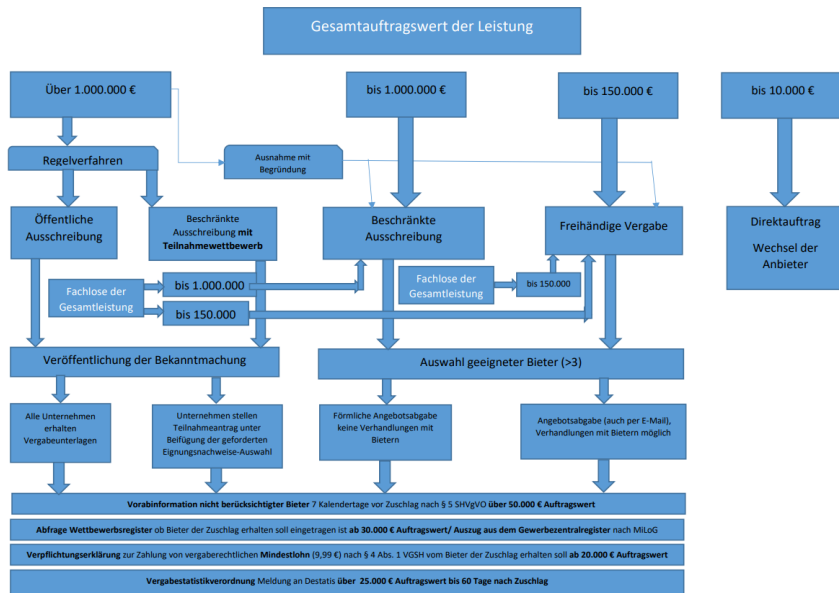 Gesamtauftragswert der Leistung
Über 1.000.000 €
bis 1.000.000 €
bis 150.000 €
bis 10.000 €
Regelverfahren
Ausnahme mit
Begründung
Öffentliche
Ausschreibung
Beschränkte
Ausschreibung mit
Teilnahmewettbewerb
Beschränkte
Ausschreibung
Freihändige Vergabe
Direktauftrag
Wechsel der
Anbieter
Fachlose der
Gesamtleistung
bis 1.000.000
bis 150.000
Fachlose der
Gesamtleistung
bis 150.000
Veröffentlichung der Bekanntmachung
Auswahl geeigneter Bieter (>3)
Alle Unternehmen
erhalten
Vergabeunterlagen
Unternehmen stellen
Teilnahmeantrag unter
Beifügung der geforderten
Eignungsnachweise-Auswahl
Förmliche Angebotsabgabe
keine Verhandlungen mit
Bietern
Angebotsabgabe (auch per E-Mail),
Verhandlungen mit Bietern möglich
Vorabinformation nicht berücksichtigter Bieter 7 Kalendertage vor Zuschlag nach § 5 SHVgVO über 50.000 € Auftragswert
Abfrage Wettbewerbsregister ob Bieter der Zuschlag erhalten soll eingetragen ist ab 30.000 € Auftragswert/ Auszug aus dem Gewerbezentralregister nach MiLoG
Verpflichtungserklärung zur Zahlung von vergaberechtlichen Mindestlohn (9,99 €) nach § 4 Abs. 1 VGSH vom Bieter der Zuschlag erhalten soll ab 20.000 € Auftragswert
Vergabestatistikverordnung Meldung an Destatis über 25.000 € Auftragswert bis 60 Tage nach Zuschlag